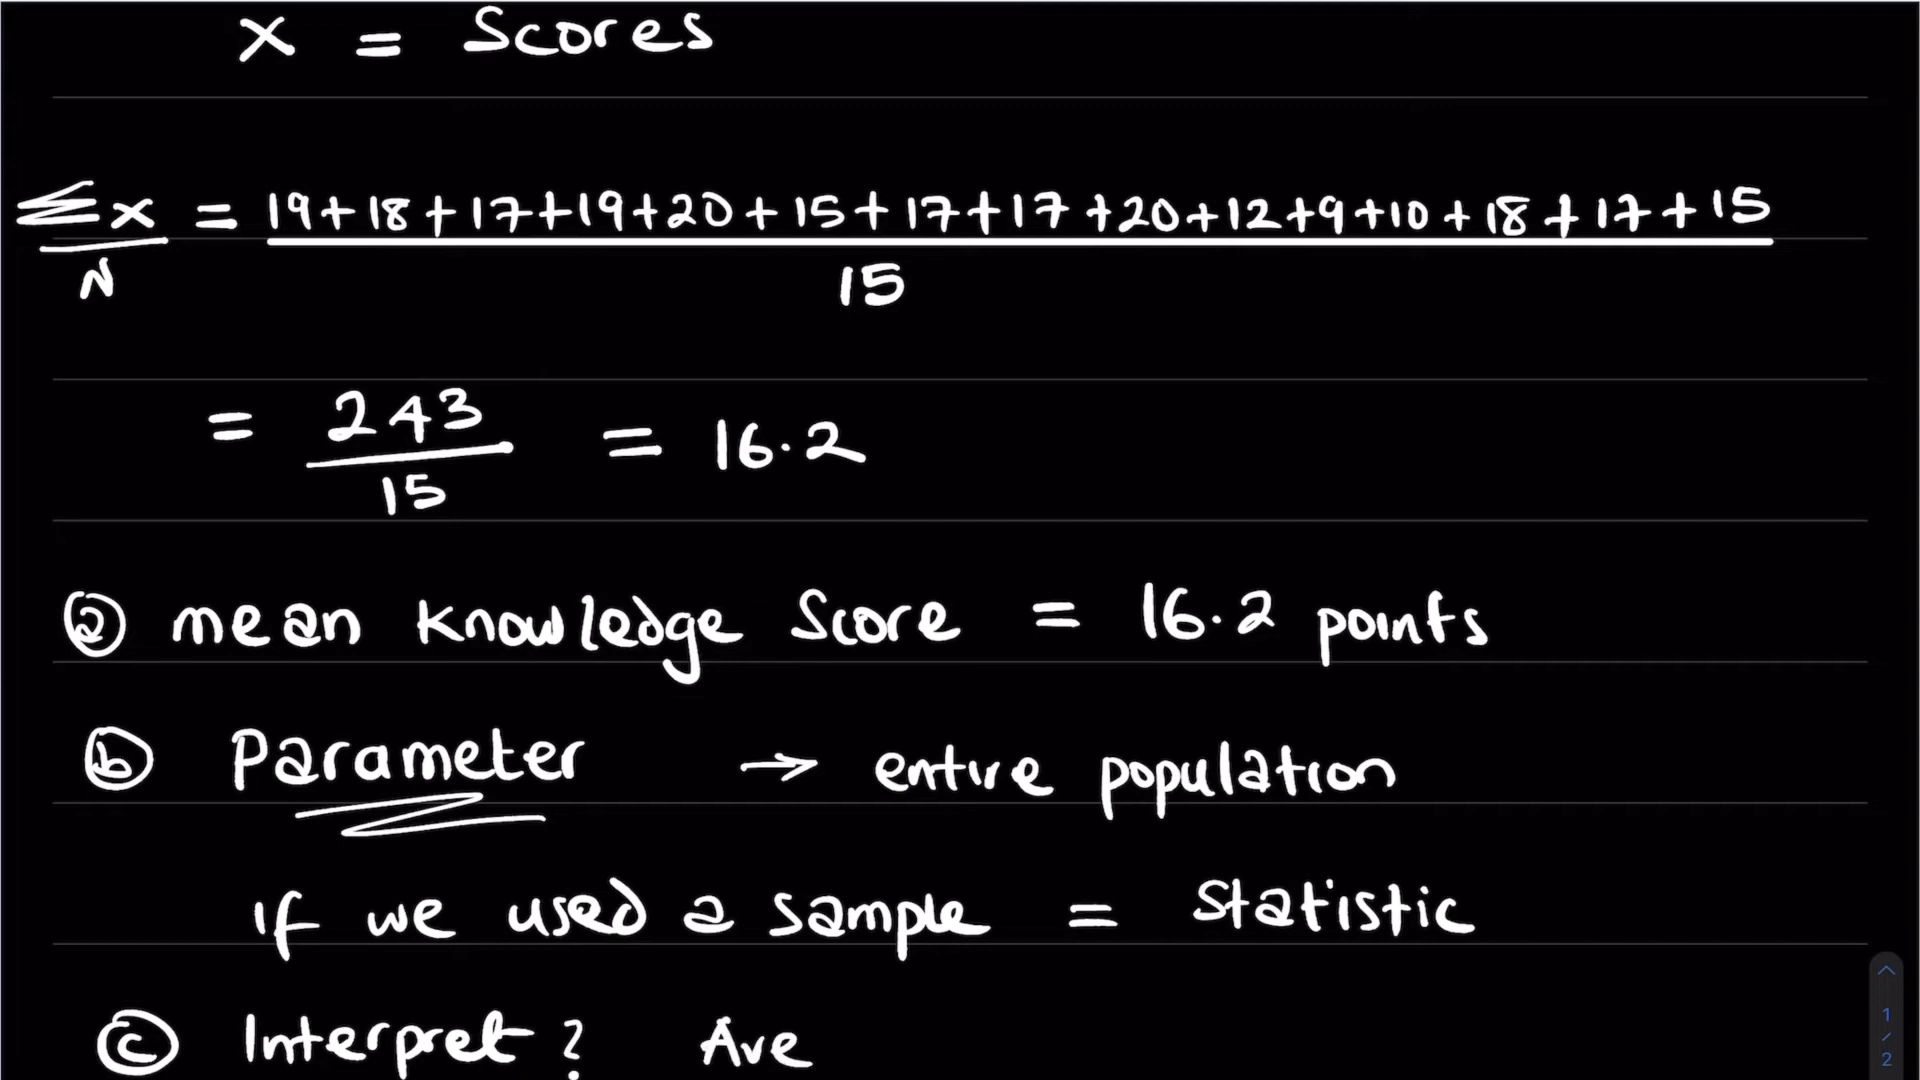 x = Scores
Σx = 19+18+17+19+20+15+17+17+20+12+9+10+18+17+15
N 15
= 243 = 16.2
15
ⓐ mean knowledge Score = 16.2 points
ⓑ Parameter → entire population
if we used a sample = Statistic
ⓒ Interpret? Ave
1
/
2